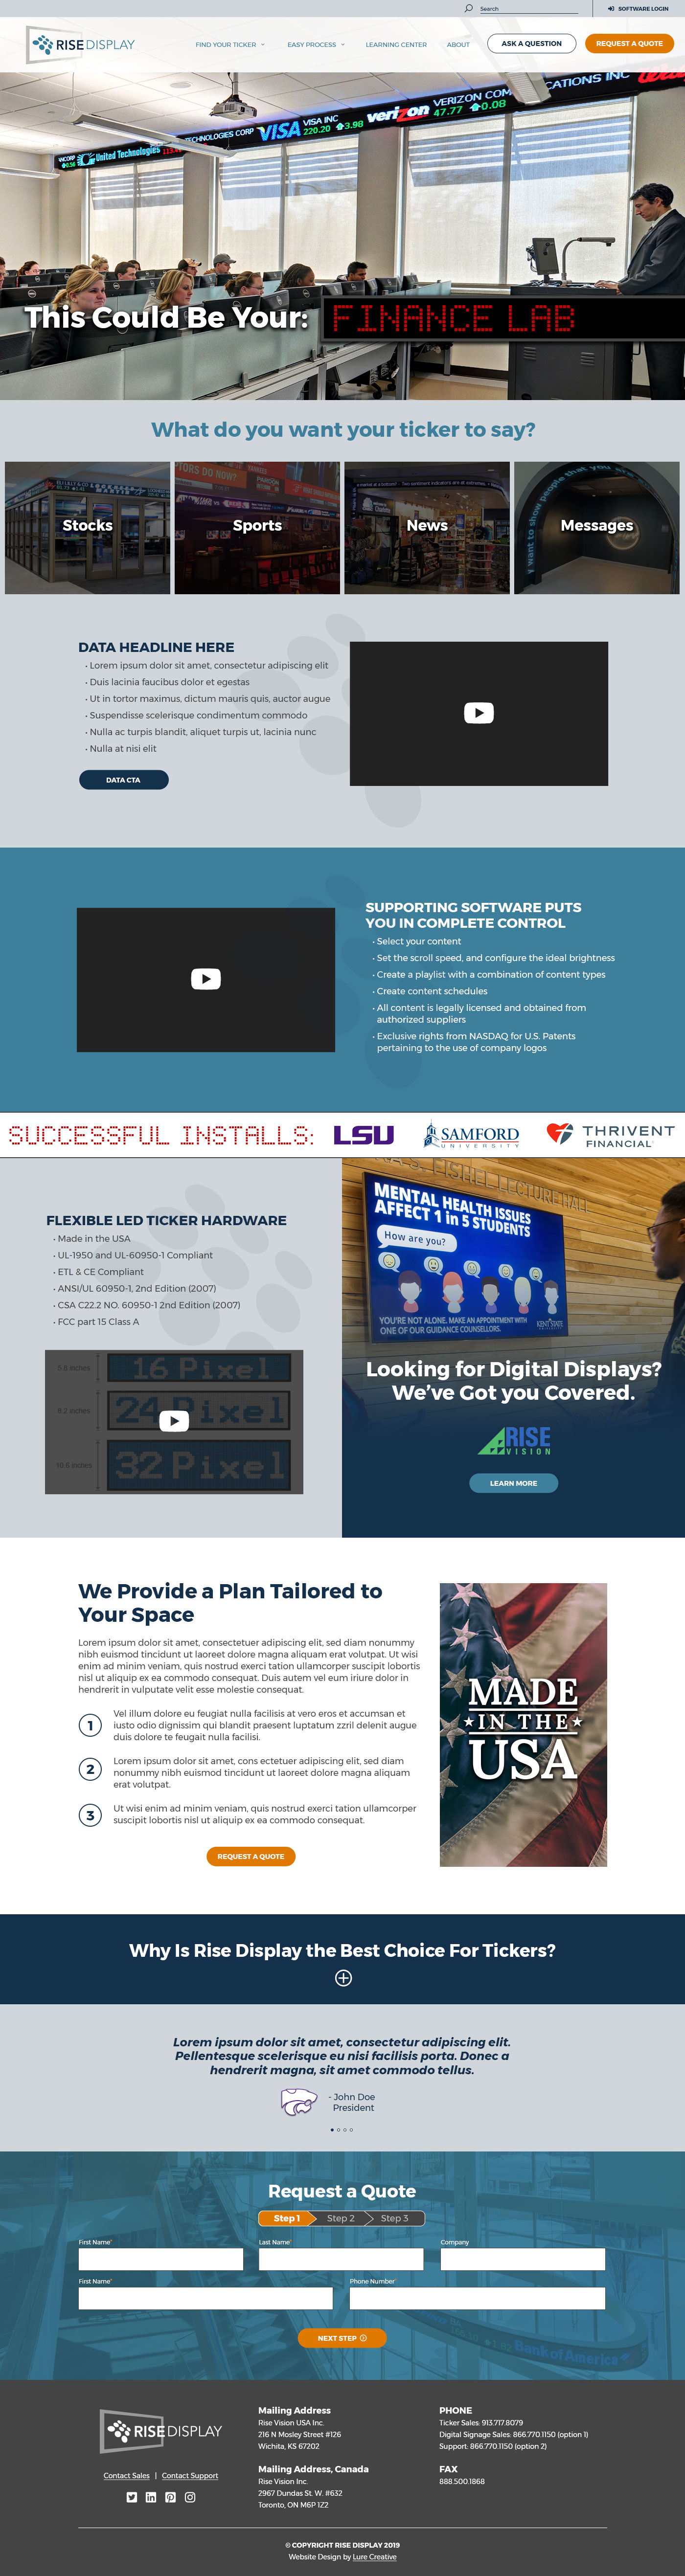 Search
SOFTWARE LOGIN
RISE DISPLAY
FIND YOUR TICKER
EASY PROCESS
LEARNING CENTER
ABOUT
ASK A QUESTION
REQUEST A QUOTE
United Technologies
TECHNOLOGIES CORP
VISA
VISA INC
220.20
3.98
verizon
VERIZON COM
47.77
0.08
CATIONS INC
This Could Be Your:
FINANCE LAB
What do you want your ticker to say?
Stocks
Sports
News
Messages
DATA HEADLINE HERE
• Lorem ipsum dolor sit amet, consectetur adipiscing elit
• Duis lacinia faucibus dolor et egestas
• Ut in tortor maximus, dictum mauris quis, auctor augue
• Suspendisse scelerisque condimentum commodo
• Nulla ac turpis blandit, aliquet turpis ut, lacinia nunc
• Nulla at nisi elit
DATA CTA
SUPPORTING SOFTWARE PUTS
YOU IN COMPLETE CONTROL
• Select your content
• Set the scroll speed, and configure the ideal brightness
• Create a playlist with a combination of content types
• Create content schedules
• All content is legally licensed and obtained from
authorized suppliers
• Exclusive rights from NASDAQ for U.S. Patents
pertaining to the use of company logos
SUCCESSFUL INSTALLS:
LSU
SAMFORD
UNIVERSITY
THRIVENT
FINANCIAL
FLEXIBLE LED TICKER HARDWARE
• Made in the USA
• UL-1950 and UL-60950-1 Compliant
• ETL & CE Compliant
• ANSI/UL 60950-1, 2nd Edition (2007)
• CSA C22.2 NO. 60950-1 2nd Edition (2007)
• FCC part 15 Class A
16 Pixel
24 Pixel
32 Pixel
10.6 inches
MENTAL HEALTH ISSUES
AFFECT 1 in 5 STUDENTS
How are you?
YOU'RE NOT ALONE. MAKE AN APPOINTMENT WITH
ONE OF OUR GUIDANCE COUNSELLORS.
KENT STATE
Looking for Digital Displays?
We've Got you Covered.
RISE
VISION
LEARN MORE
We Provide a Plan Tailored to
Your Space
Lorem ipsum dolor sit amet, consectetuer adipiscing elit, sed diam nonummy
nibh euismod tincidunt ut laoreet dolore magna aliquam erat volutpat. Ut wisi
enim ad minim veniam, quis nostrud exerci tation ullamcorper suscipit lobortis
nisl ut aliquip ex ea commodo consequat. Duis autem vel eum iriure dolor in
hendrerit in vulputate velit esse molestie consequat.
1
Vel illum dolore eu feugiat nulla facilisis at vero eros et accumsan et
iusto odio dignissim qui blandit praesent luptatum zzril delenit augue
duis dolore te feugait nulla facilisi.
2
Lorem ipsum dolor sit amet, cons ectetuer adipiscing elit, sed diam
nonummy nibh euismod tincidunt ut laoreet dolore magna aliquam
erat volutpat.
3
Ut wisi enim ad minim veniam, quis nostrud exerci tation ullamcorper
suscipit lobortis nisl ut aliquip ex ea commodo consequat.
REQUEST A QUOTE
MADE
IN THE
USA
Why Is Rise Display the Best Choice For Tickers?
Lorem ipsum dolor sit amet, consectetur adipiscing elit.
Pellentesque scelerisque eu nisi facilisis porta. Donec a
hendrerit magna, sit amet commodo tellus.
- John Doe
President
Request a Quote
Step 1
Step 2
Step 3
First Name*
Last Name*
Company
First Name*
Phone Number*
NEXT STEP
Bank of America
RISE DISPLAY
Contact Sales | Contact Support
Mailing Address
Rise Vision USA Inc.
216 N Mosley Street #126
Wichita, KS 67202
Mailing Address, Canada
Rise Vision Inc.
2967 Dundas St. W. #632
Toronto, ON M6P 1Z2
PHONE
Ticker Sales: 913.717.8079
Digital Signage Sales: 866.770.1150 (option 1)
Support: 866.770.1150 (option 2)
FAX
888.500.1868
© COPYRIGHT RISE DISPLAY 2019
Website Design by Lure Creative